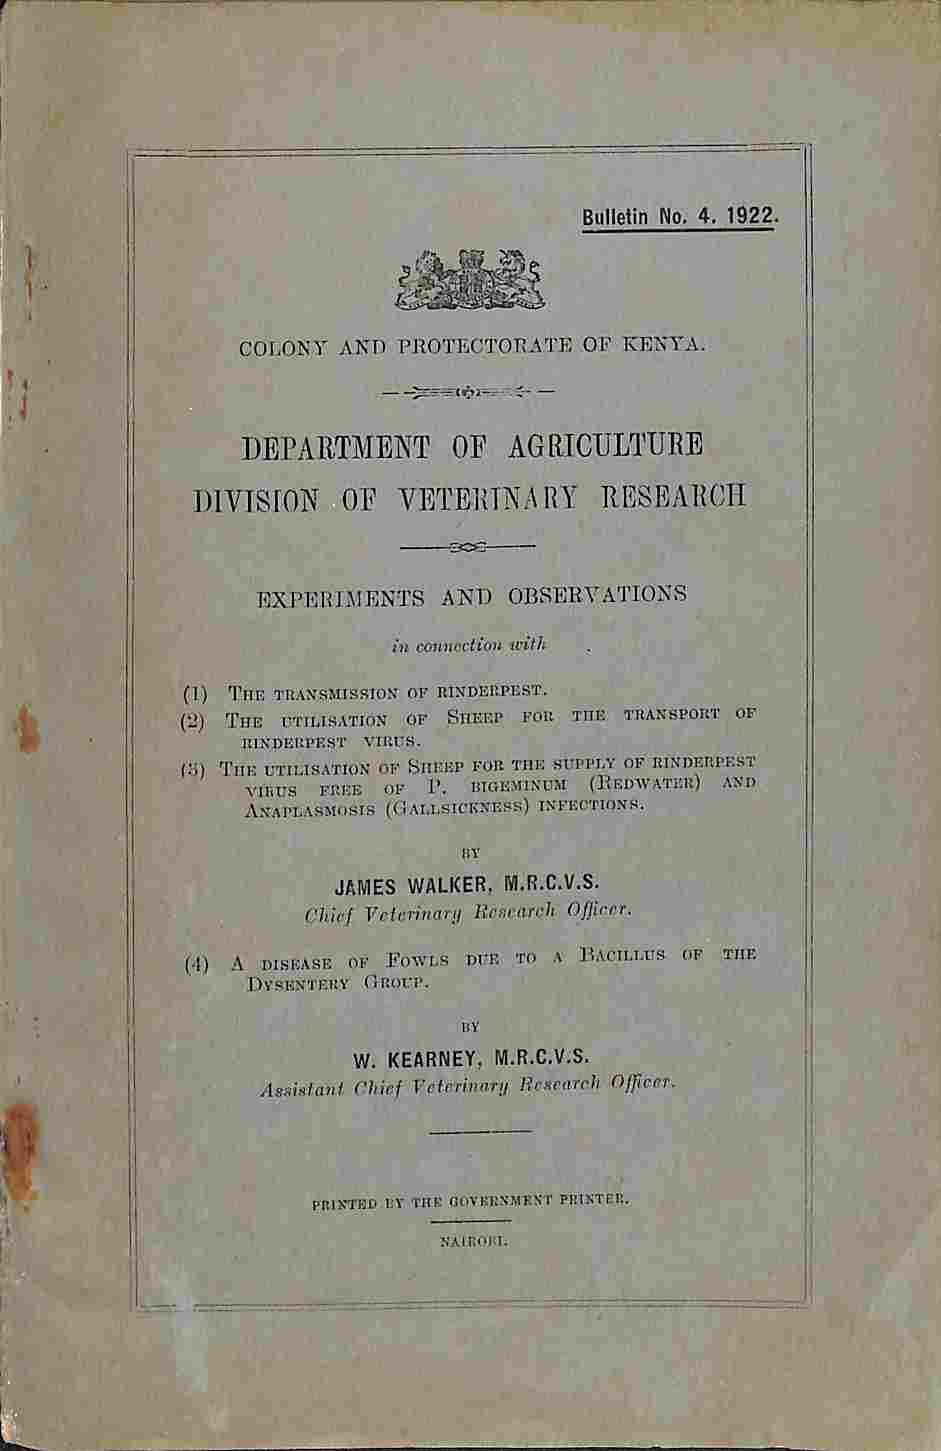 Bulletin No. 4. 1922.
COLONY AND PROTECTORATE OF KENYA.
DEPARTMENT OF AGRICULTURE
DIVISION OF VETERINARY RESEARCH
EXPERIMENTS AND OBSERVATIONS
in connection with
(1) THE TRANSMISSION OF RINDERPEST.
(2) THE UTILISATION OF SHEEP FOR THE TRANSPORT OF
RINDERPEST VIRUS.
(3) THE UTILISATION OF SHEEP FOR THE SUPPLY OF RINDERPEST
VIRUS FREE OF P. BIGEMINUM (REDWATER) AND
ANAPLASMOSIS (GALLSICKNESS) INFECTIONS.
BY
JAMES WALKER, M.R.C.V.S.
Chief Veterinary Research Officer.
(4) A DISEASE OF FOWLS DUE TO A BACILLUS OF THE
DYSENTERY GROUP.
BY
W. KEARNEY, M.R.C.V.S.
Assistant Chief Veterinary Research Officer.
PRINTED BY THE GOVERNMENT PRINTER.
NAIROBI.